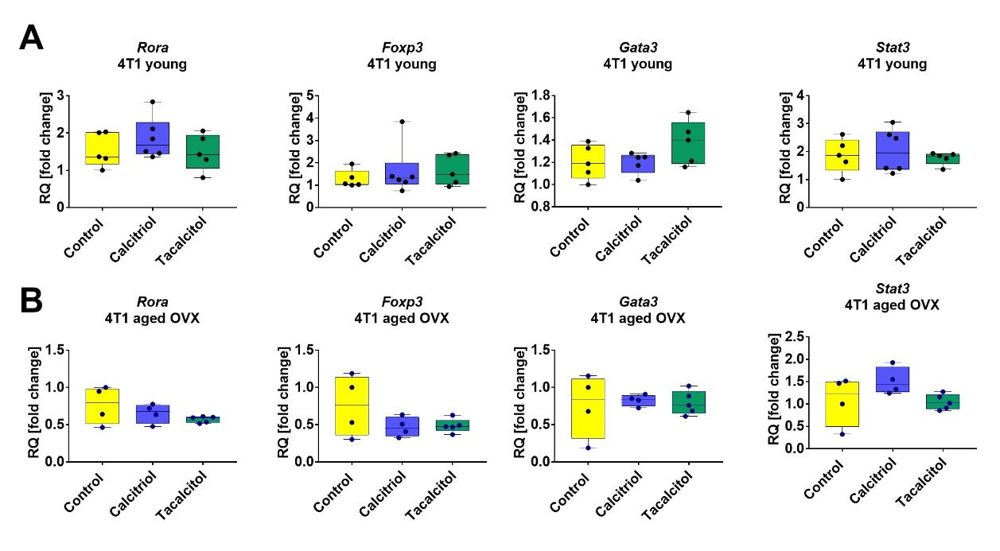 A
Rora
4T1 young
RQ [fold change]
3
2
1
0
Control
Calcitriol
Tacalcitol
Foxp3
4T1 young
RQ [fold change]
5
4
3
2
1
0
Control
Calcitriol
Tacalcitol
Gata3
4T1 young
RQ [fold change]
1.8
1.6
1.4
1.2
1.0
0.8
Control
Calcitriol
Tacalcitol
Stat3
4T1 young
RQ [fold change]
4
3
2
1
0
Control
Calcitriol
Tacalcitol
B
Rora
4T1 aged OVX
RQ [fold change]
1.5
1.0
0.5
0.0
Control
Calcitriol
Tacalcitol
Foxp3
4T1 aged OVX
RQ [fold change]
1.5
1.0
0.5
0.0
Control
Calcitriol
Tacalcitol
Gata3
4T1 aged OVX
RQ [fold change]
1.5
1.0
0.5
0.0
Control
Calcitriol
Tacalcitol
Stat3
4T1 aged OVX
RQ [fold change]
2.5
2.0
1.5
1.0
0.5
0.0
Control
Calcitriol
Tacalcitol